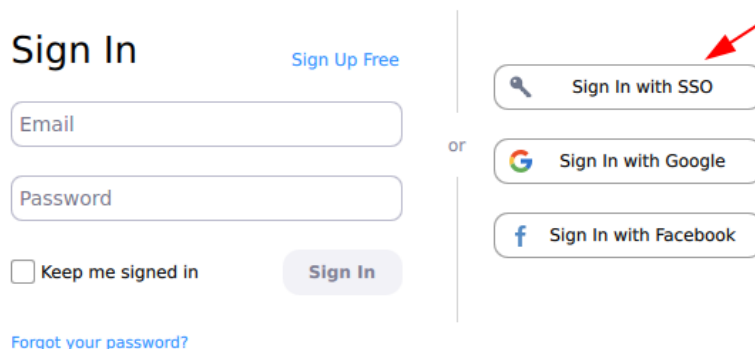 Sign In
Sign Up Free
Email
Password
Keep me signed in
Sign In
Forgot your password?
or
Sign In with SSO
Sign In with Google
Sign In with Facebook